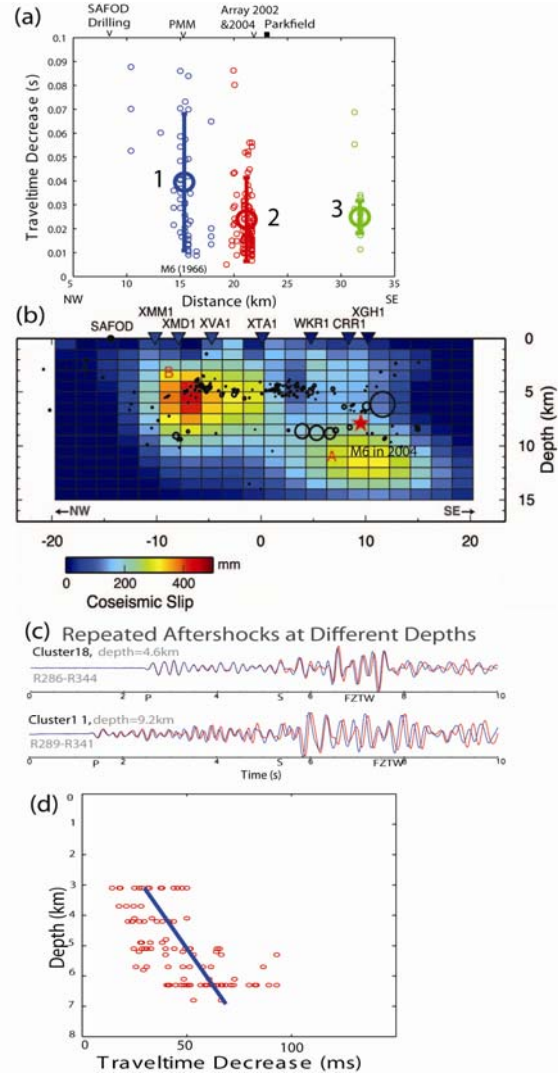 (a)
SAFOD Drilling
PMM
Array 2002 &2004
Parkfield
Traveltime Decrease (s)
0.1
0.09
0.08
0.07
0.06
0.05
0.04
0.03
0.02
0.01
0
1
2
3
M6 (1966)
5 10 15 20 25 30 35
NW Distance (km) SE
(b)
XMM1 XMD1 XVA1 XTA1 WKR1 CRR1 XGH1
SAFOD
B
A
M6 in 2004
0
5
10
15
Depth (km)
NW SE
-20 -10 0 10 20
mm
0 200 400
Coseismic Slip
(c) Repeated Aftershocks at Different Depths
Cluster18, depth=4.6km
R286-R344
0 2 P 4 S 6 FZTW 8 10
Cluster1 1, depth=9.2km
R289-R341
0 P 2 4 S 6 FZTW 8 10
Time (s)
(d)
Depth (km)
0
1
2
3
4
5
6
7
8
0 50 100
Traveltime Decrease (ms)